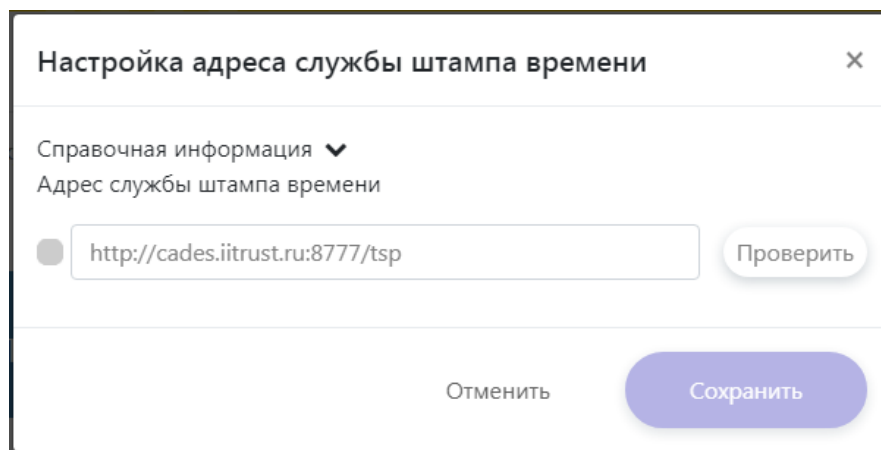 Настройка адреса службы штампа времени
Справочная информация
Адрес службы штампа времени
http://cades.iitrust.ru:8777/tsp
Проверить
Отменить
Сохранить